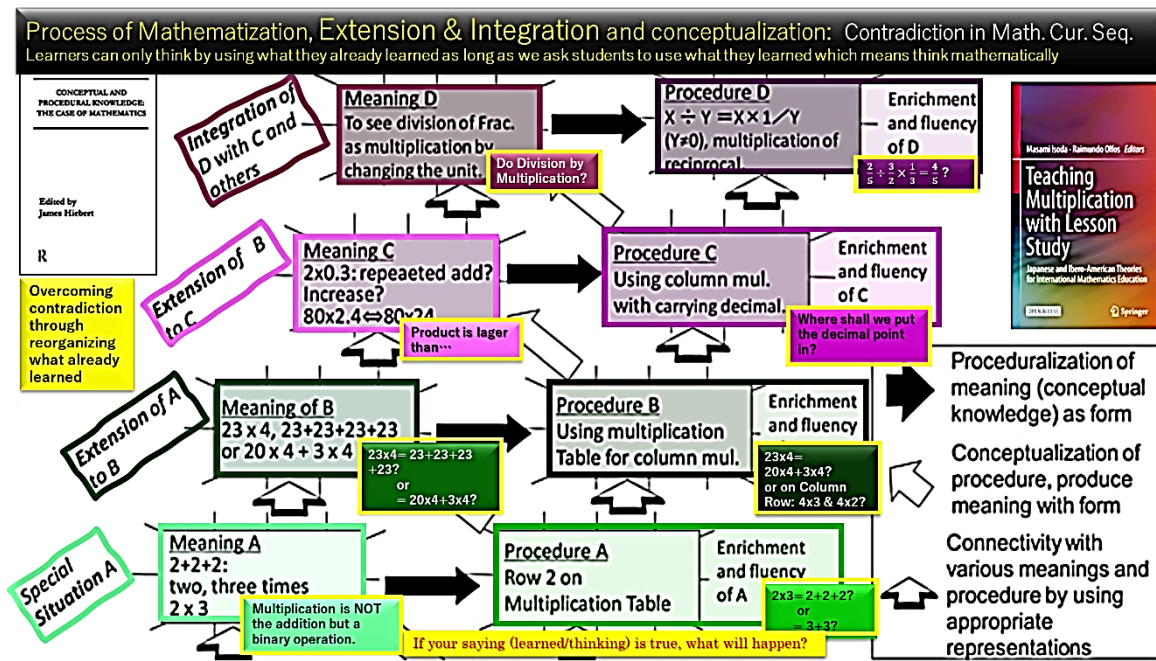 Process of Mathematization, Extension & Integration and conceptualization: Contradiction in Math. Cur. Seq.
Learners can only think by using what they already learned as long as we ask students to use what they learned which means think mathematically
CONCEPTUAL AND
PROCEDURAL KNOWLEDGE:
THE CASE OF MATHEMATICS
Edited by
James Hiebert
Integration of
D with C and
others
Meaning D
To see division of Frac.
as multiplication by
changing the unit.
Do Division by
Multiplication?
Procedure D
X ÷ Y =X × 1/Y
(Y≠0), multiplication of
reciprocal.
Enrichment
and fluency
of D
2/5 ÷ 3/2 × 1/3 = 4/5 ?
Masami Isoda · Raimundo Olfos Editors
Teaching
Multiplication
with Lesson
Study
Japanese and Ibero-American Theories
for International Mathematics Education
OPEN ACCESS
Springer
Overcoming
contradiction
through
reorganizing
what already
learned
Extension of B
to C
Meaning C
2x0.3: repeaeted add?
Increase?
80x2.4⇔80x24
Product is lager
than…
Procedure C
Using column mul.
with carrying decimal.
Enrichment
and fluency
of C
Where shall we put
the decimal point
in?
Extension of A
to B
Meaning of B
23 x 4, 23+23+23+23
or 20 x 4 + 3 x 4
23x4= 23+23+23
+23?
or
= 20x4+3x4?
Procedure B
Using multiplication
Table for column mul.
Enrichment
and fluency
23x4=
20x4+3x4?
or on Column
Row: 4x3 & 4x2?
Special
Situation A
Meaning A
2+2+2:
two, three times
2 x 3
Multiplication is NOT
the addition but a
binary operation.
Procedure A
Row 2 on
Multiplication Table
Enrichment
and fluency
of A
2x3= 2+2+2?
or
= 3+3?
If your saying (learned/thinking) is true, what will happen?
Proceduralization of
meaning (conceptual
knowledge) as form
Conceptualization of
procedure, produce
meaning with form
Connectivity with
various meanings and
procedure by using
appropriate
representations